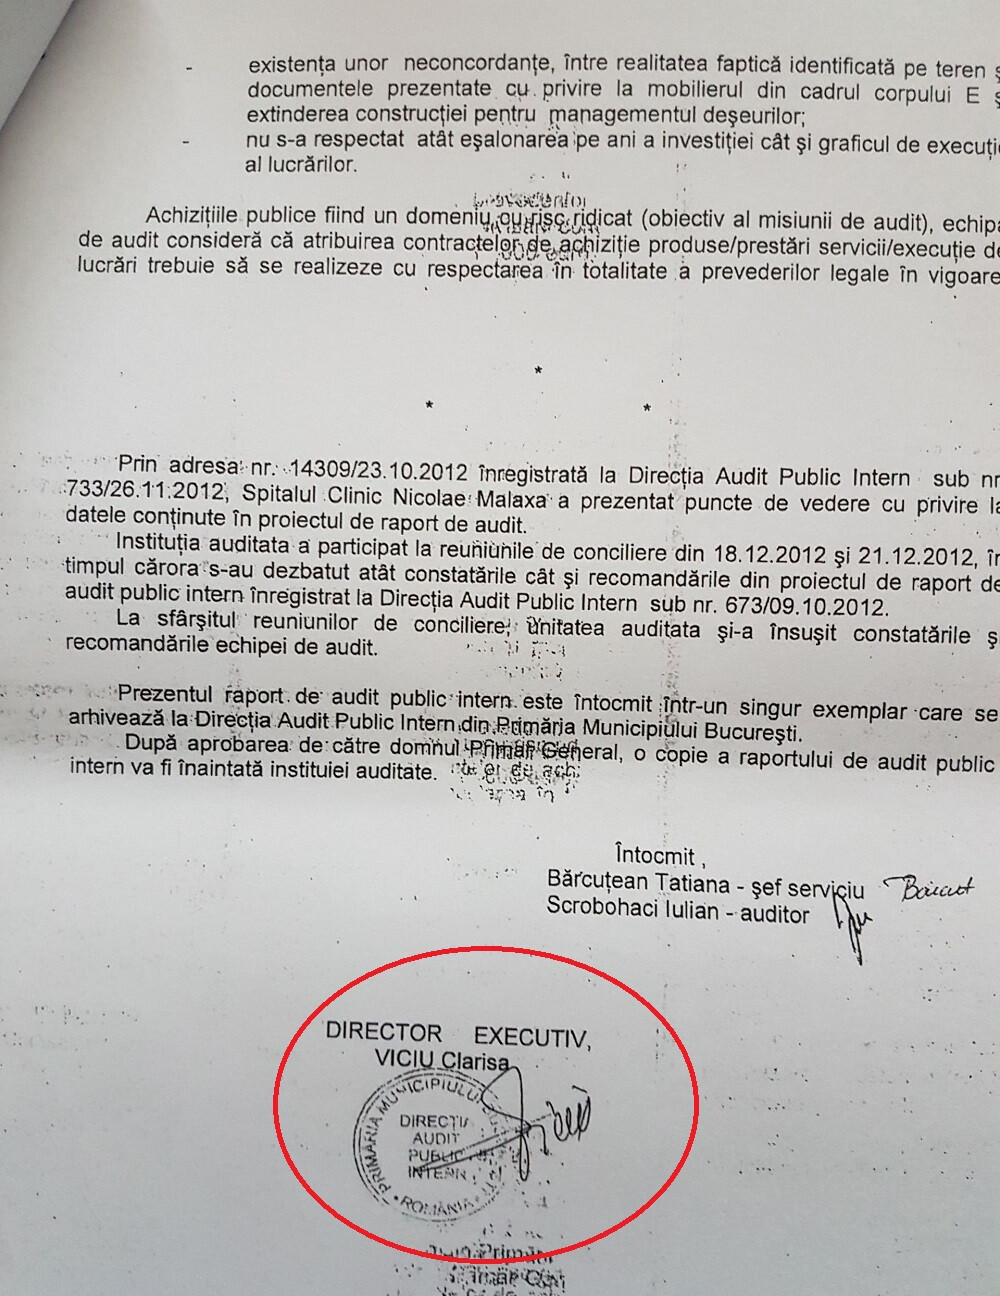 - existența unor neconcordanțe, între realitatea faptică identificată pe teren ș
documentele prezentate cu privire la mobilierul din cadrul corpului E ș
extinderea construcției pentru managementul deșeurilor;
- nu s-a respectat atât eșalonarea pe ani a investiției cât și graficul de execuți
al lucrărilor.
Achizițiile publice fiind un domeniu cu risc ridicat (obiectiv al misiunii de audit), echipa
de audit consideră că atribuirea contractelor de achiziție produse/prestări servicii/execuție de
lucrări trebuie să se realizeze cu respectarea în totalitate a prevederilor legale în vigoare
*
* *
Prin adresa nr. 14309/23.10.2012 înregistrată la Direcția Audit Public Intern sub nr
733/26.11.2012, Spitalul Clinic Nicolae Malaxa a prezentat puncte de vedere cu privire la
datele conținute în proiectul de raport de audit.
Instituția auditata a participat la reuniunile de conciliere din 18.12.2012 și 21.12.2012, în
timpul cărora s-au dezbatut atât constatările cât și recomandările din proiectul de raport de
audit public intern înregistrat la Direcția Audit Public Intern sub nr. 673/09.10.2012.
La sfârșitul reuniunilor de conciliere, unitatea auditata și-a însușit constatările ș
recomandările echipei de audit.
Prezentul raport de audit public intern este întocmit într-un singur exemplar care se
arhivează la Direcția Audit Public Intern din Primăria Municipiului București.
După aprobarea de către domnul Primar General, o copie a raportului de audit public
intern va fi înaintată instituiei auditate.
Întocmit ,
Bărcuțean Tatiana - șef serviciu
Scrobohaci Iulian - auditor
DIRECTOR EXECUTIV,
VICIU Clarisa
PRIMĂRIA MUNICIPIULUI
DIRECȚIA
AUDIT
PUBLIC
INTERN
ROMÂNIA